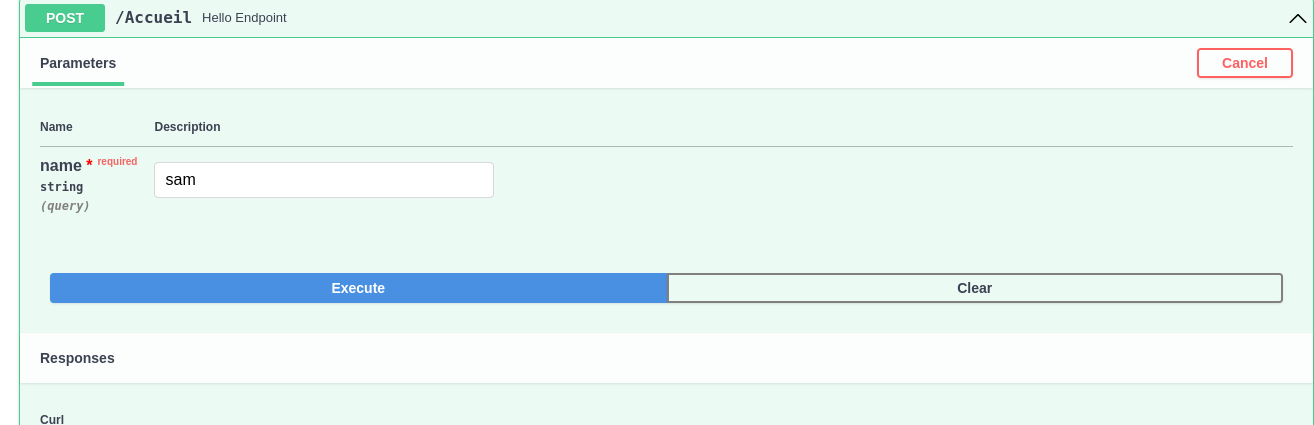 POST /Accueil Hello Endpoint
Parameters Cancel
Name Description
name * required
sam
string
(query)
Execute Clear
Responses
Curl